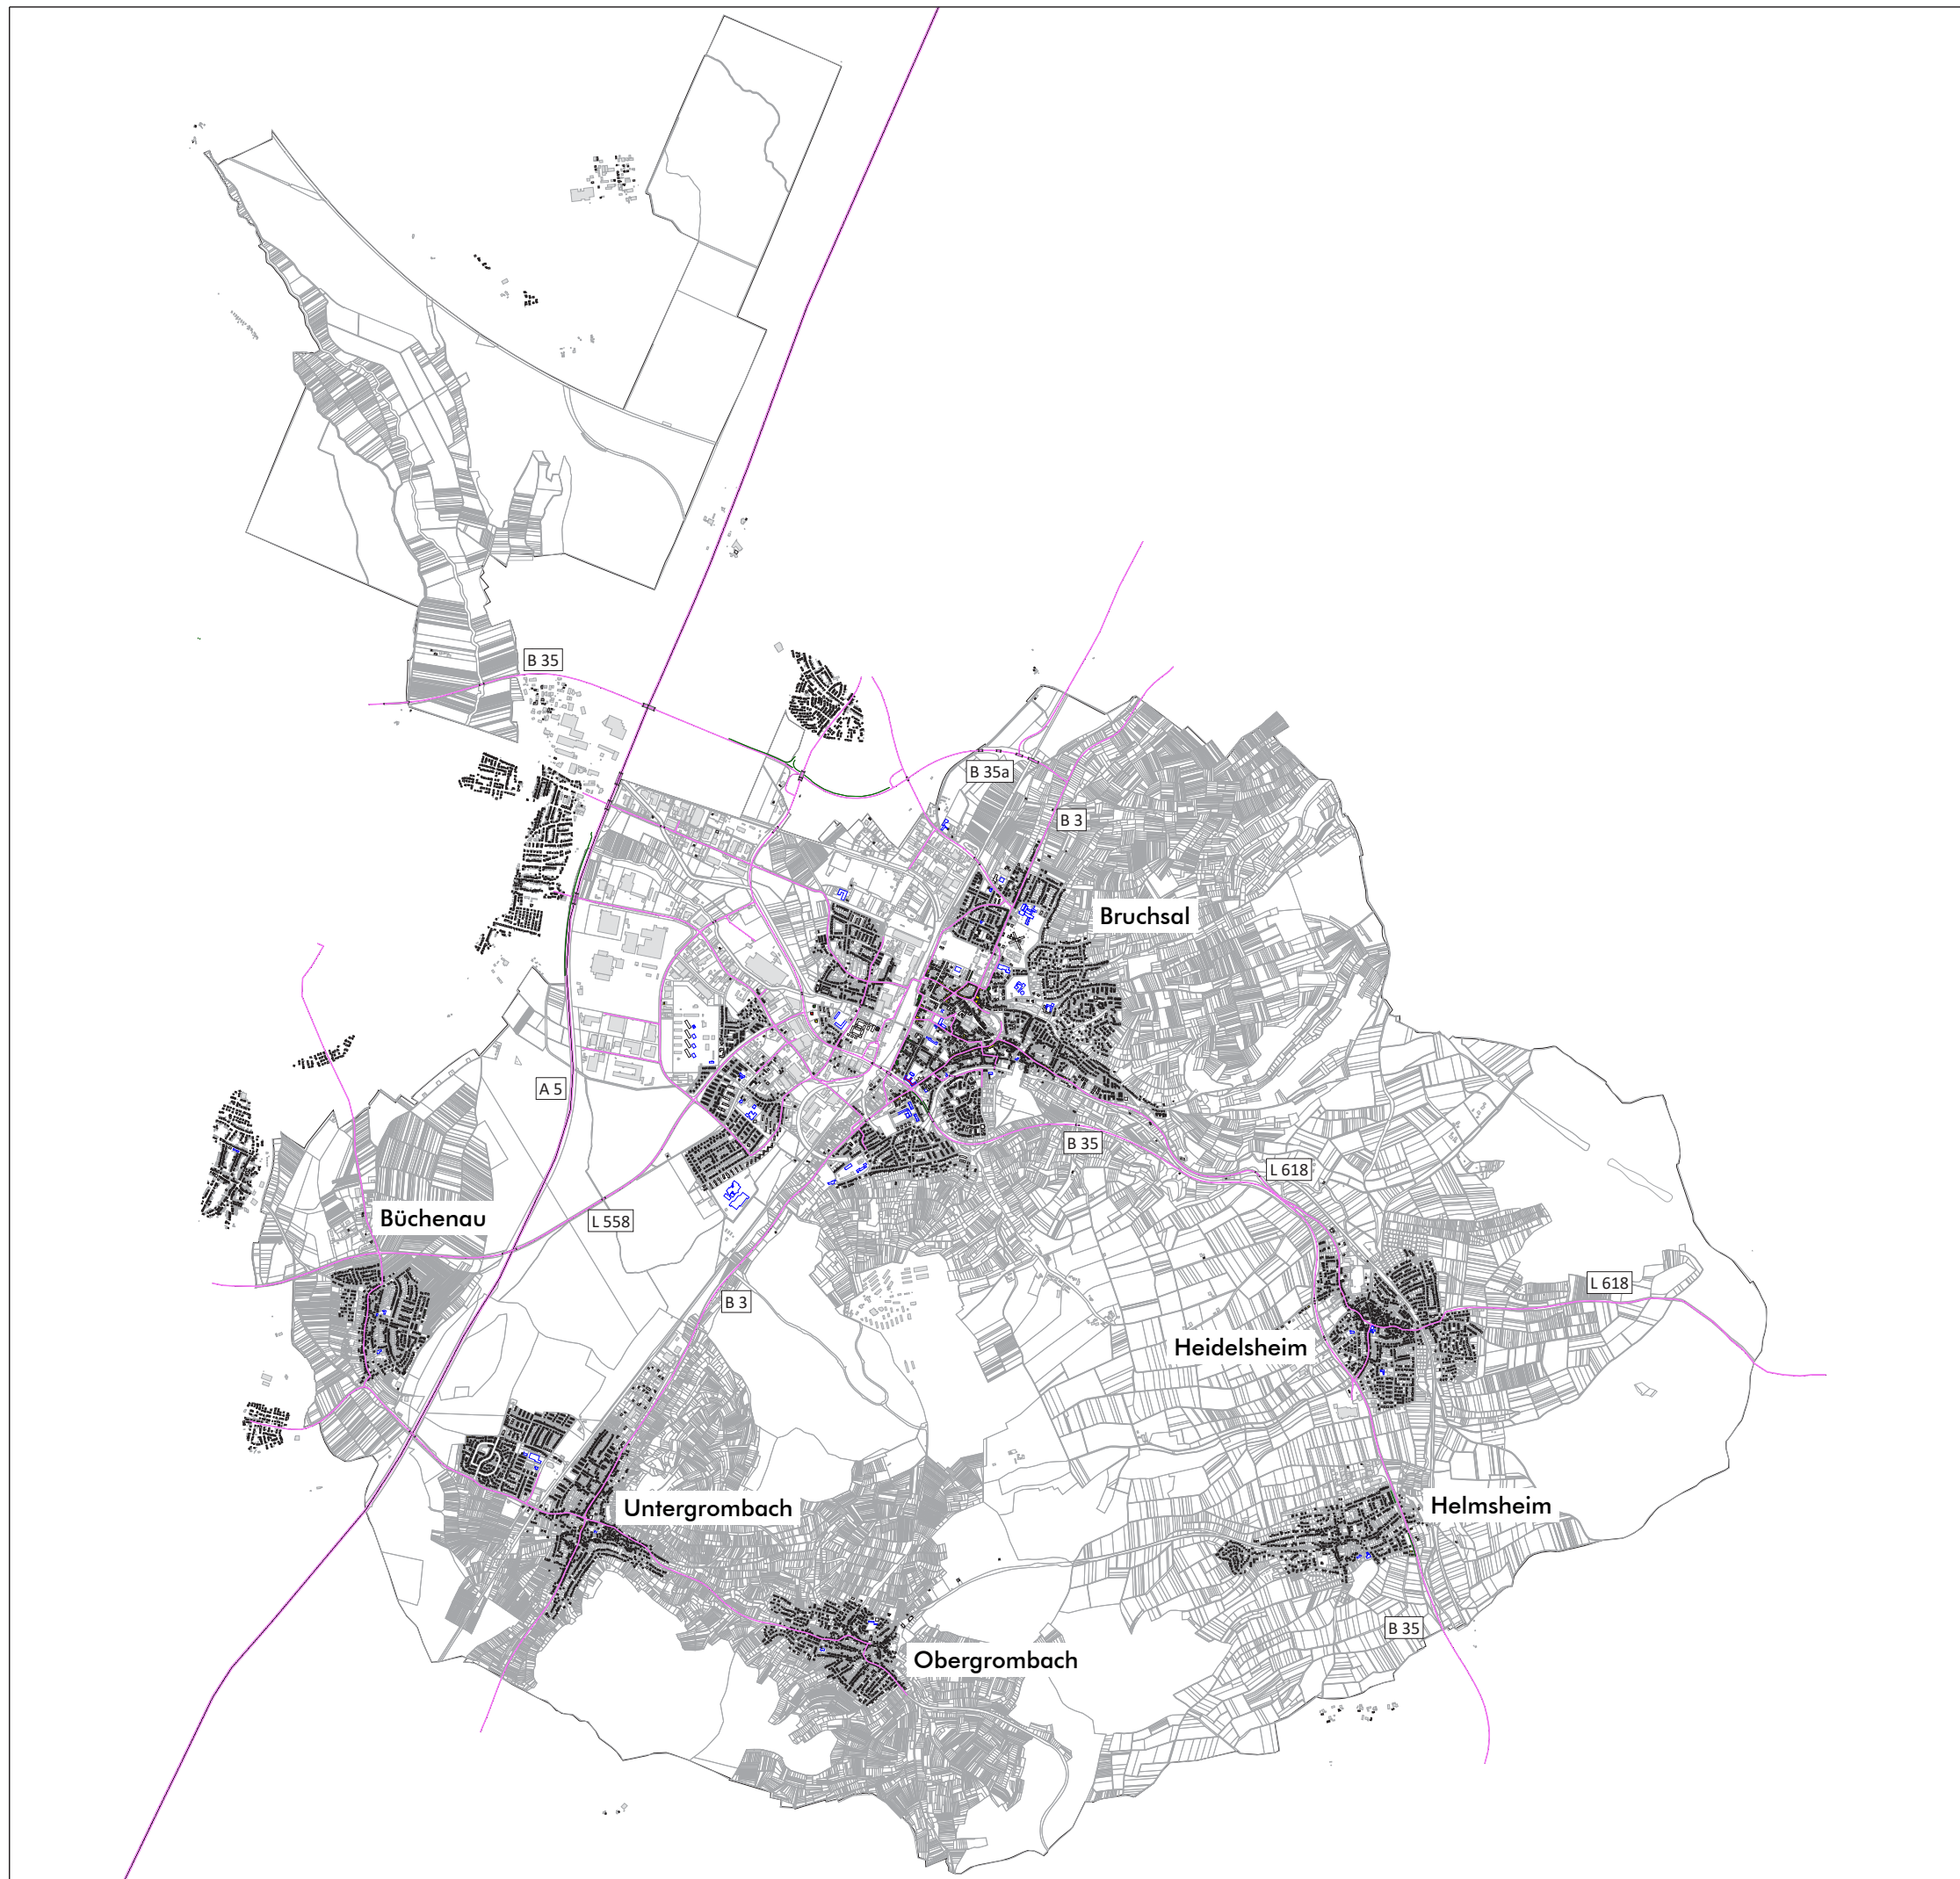 B 35
B 35a
B 3
Bruchsal
A 5
B 35
L 618
Büchenau
L 558
L 618
B 3
Heidelsheim
Untergrombach
Helmsheim
B 35
Obergrombach